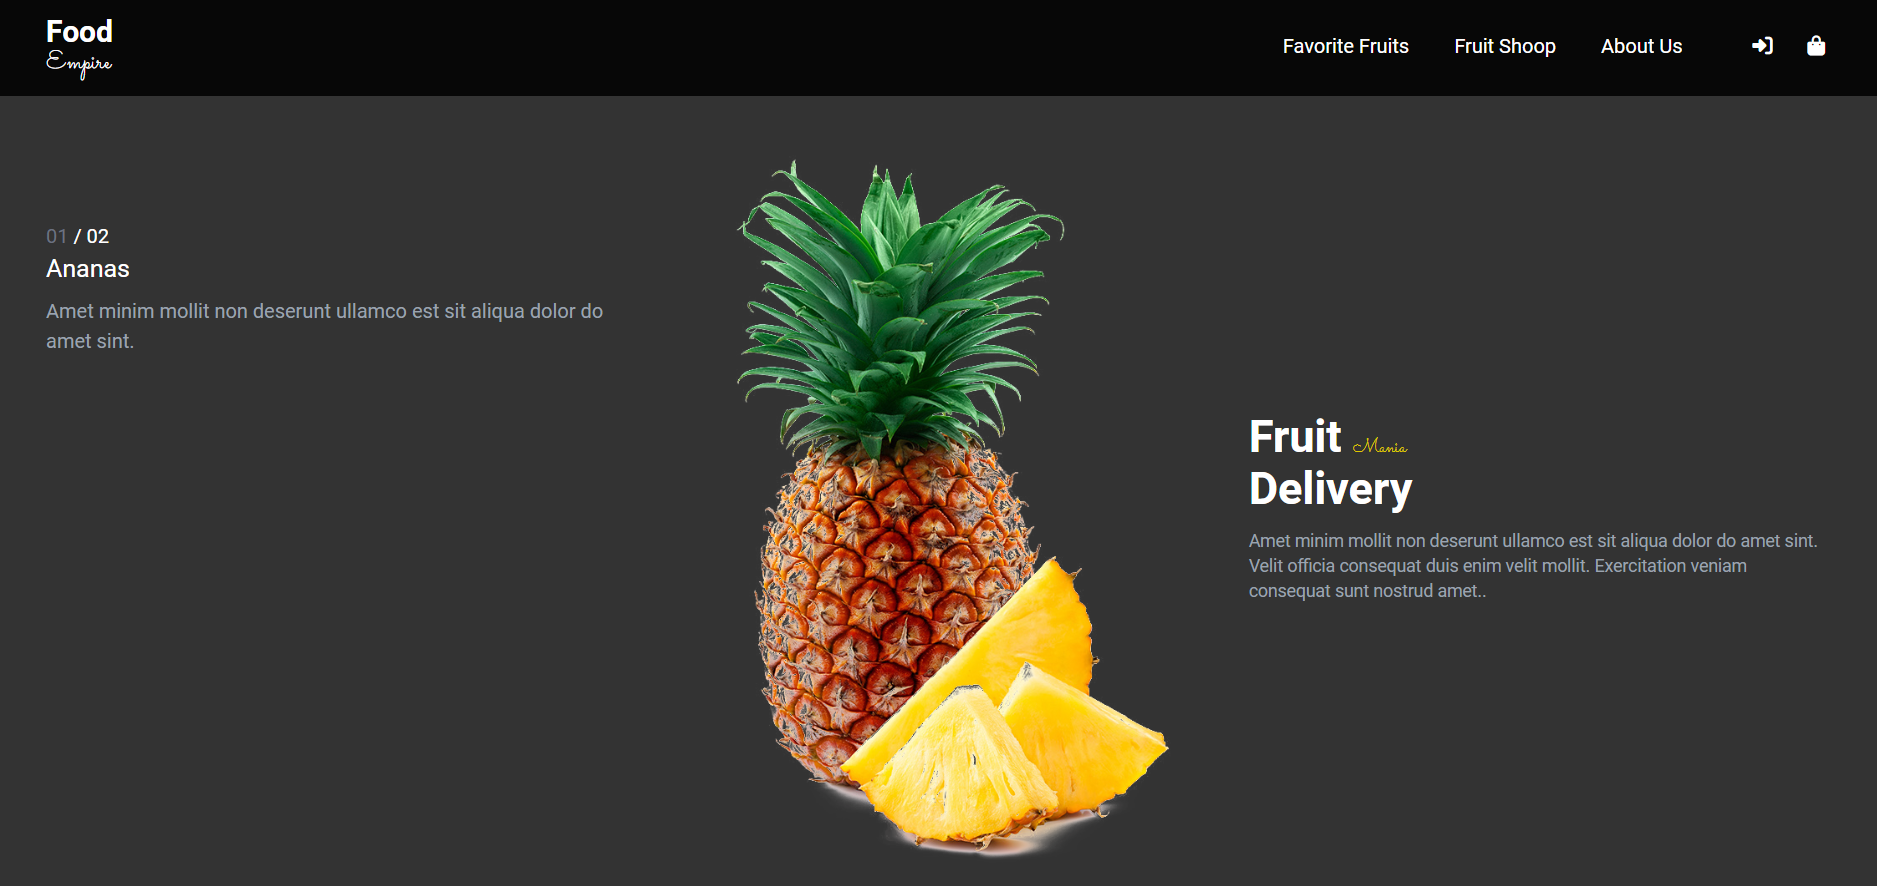 Food
Empire
Favorite Fruits
Fruit Shoop
About Us
01 / 02
Ananas
Amet minim mollit non deserunt ullamco est sit aliqua dolor do
amet sint.
Fruit Mania
Delivery
Amet minim mollit non deserunt ullamco est sit aliqua dolor do amet sint.
Velit officia consequat duis enim velit mollit. Exercitation veniam
consequat sunt nostrud amet..